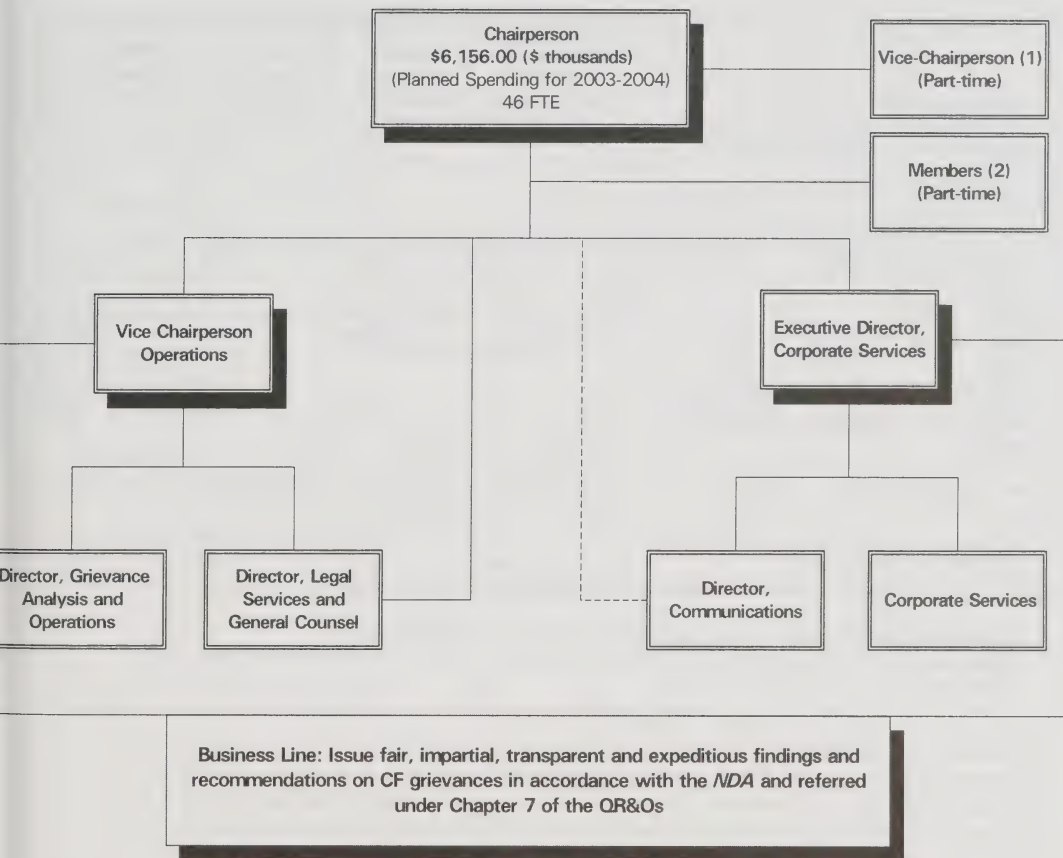 Chairperson
$6,156.00 ($ thousands)
(Planned Spending for 2003-2004)
46 FTE
Vice-Chairperson (1)
(Part-time)
Members (2)
(Part-time)
Vice Chairperson
Operations
Executive Director,
Corporate Services
Director, Grievance
Analysis and
Operations
Director, Legal
Services and
General Counsel
Director,
Communications
Corporate Services
Business Line: Issue fair, impartial, transparent and expeditious findings and
recommendations on CF grievances in accordance with the NDA and referred
under Chapter 7 of the QR&Os